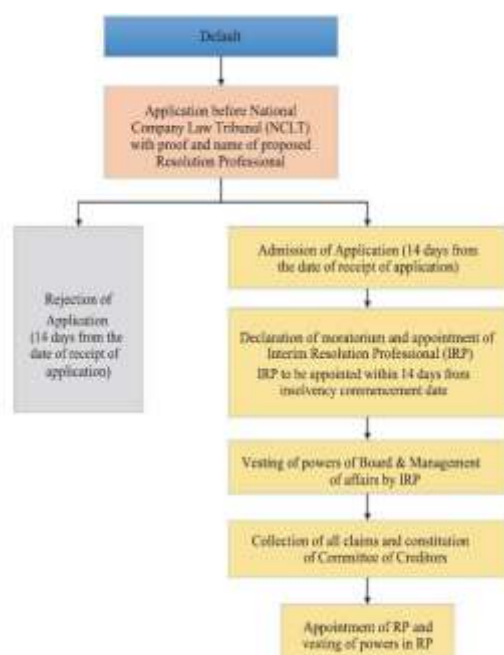 Default
Application before National
Company Law Tribunal (NCLT)
with proof and name of proposed
Resolution Professional
Rejection of
Application
(14 days from the
date of receipt of
application)
Admission of Application (14 days from
the date of receipt of application)
Declaration of moratorium and appointment of
Interim Resolution Professional (IRP)
IRP to be appointed within 14 days from
insolvency commencement date
Vesting of powers of Board & Management
of affairs by IRP
Collection of all claims and constitution
of Committee of Creditors
Appointment of RP and
vesting of powers in RP